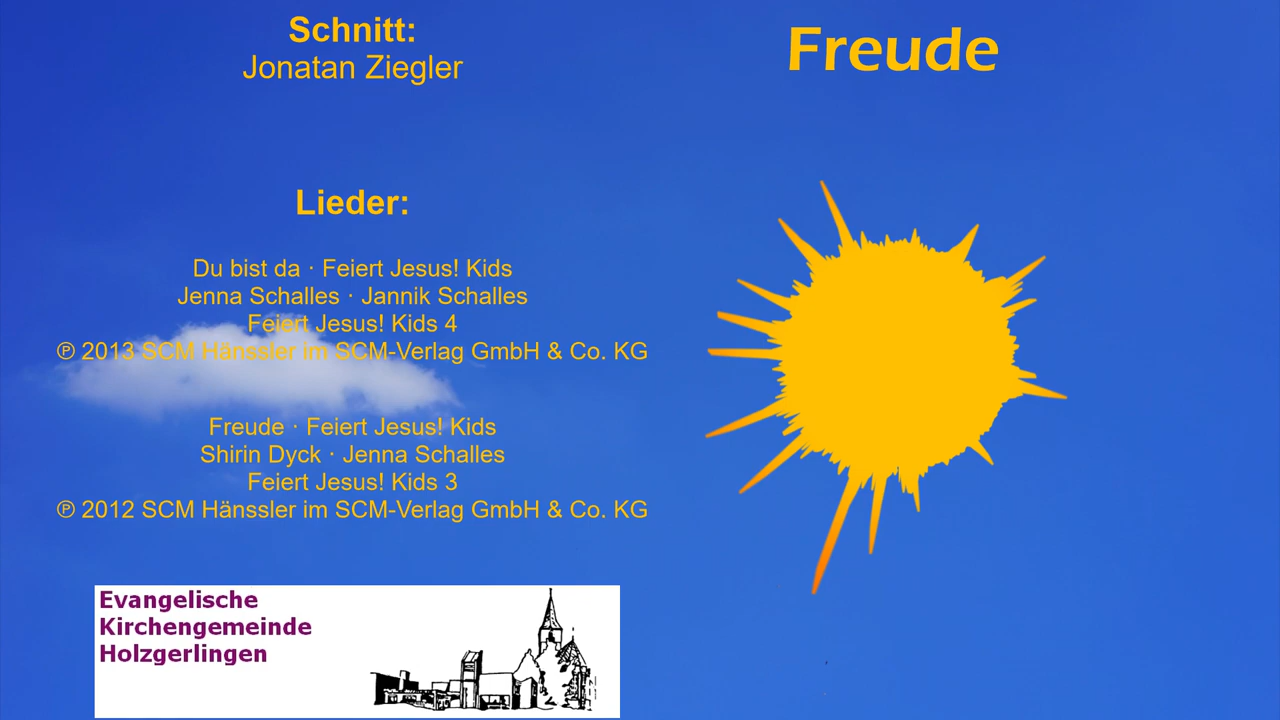 Schnitt:
Jonatan Ziegler
Freude
Lieder:
Du bist da · Feiert Jesus! Kids
Jenna Schalles · Jannik Schalles
Feiert Jesus! Kids 4
℗ 2013 SCM Hänssler im SCM-Verlag GmbH & Co. KG
Freude · Feiert Jesus! Kids
Shirin Dyck · Jenna Schalles
Feiert Jesus! Kids 3
℗ 2012 SCM Hänssler im SCM-Verlag GmbH & Co. KG
Evangelische
Kirchengemeinde
Holzgerlingen